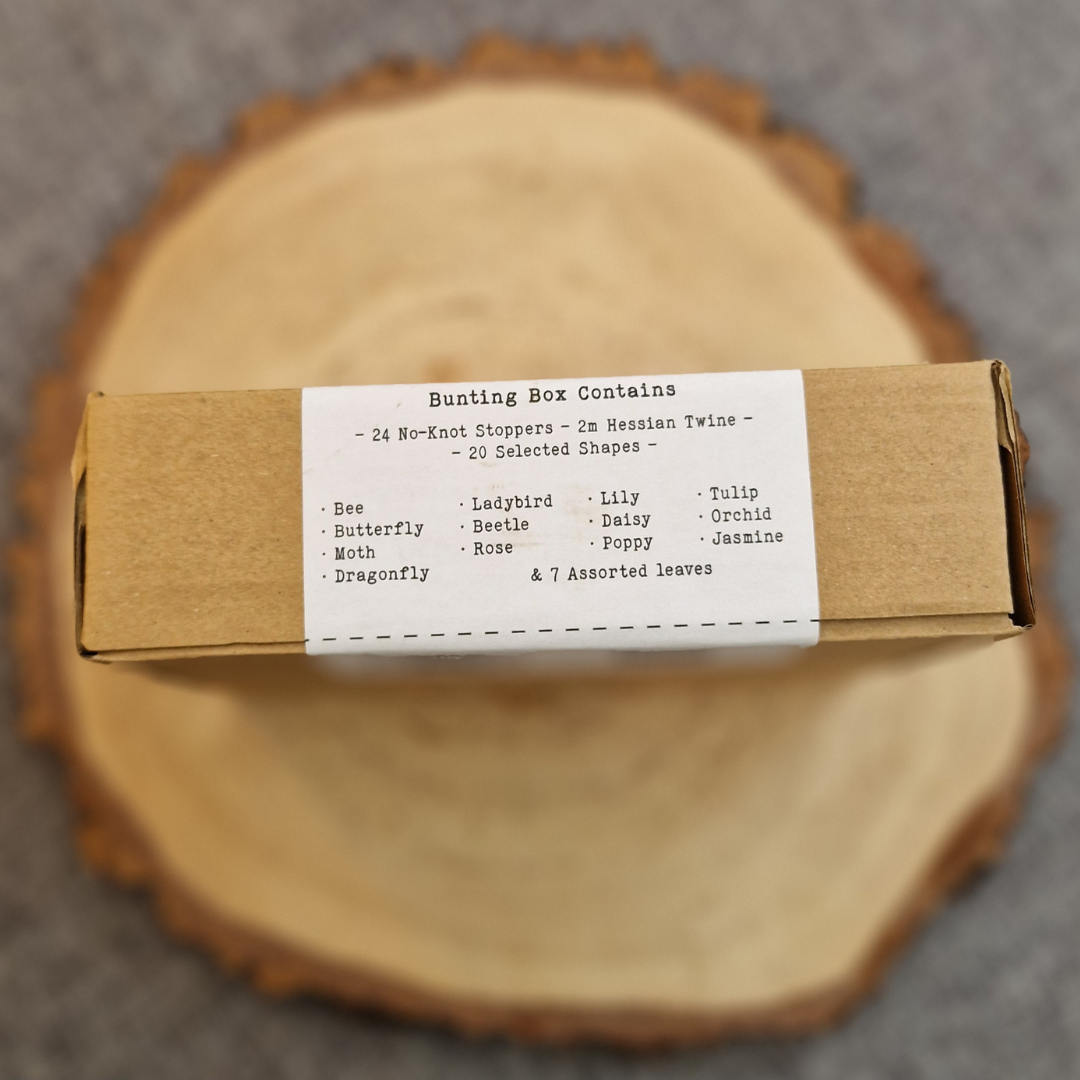 Bunting Box Contains
- 24 No-Knot Stoppers - 2m Hessian Twine -
- 20 Selected Shapes -
· Bee
· Butterfly
· Moth
· Dragonfly
· Ladybird
· Beetle
· Rose
· Lily
· Daisy
· Poppy
· Tulip
· Orchid
· Jasmine
& 7 Assorted leaves